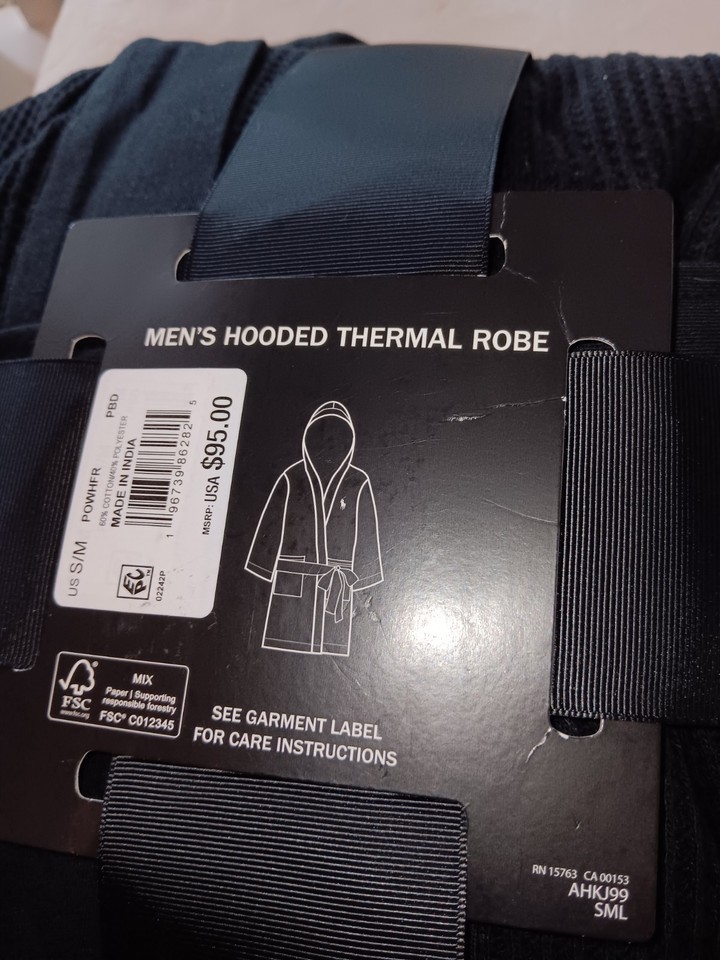 MEN'S HOODED THERMAL ROBE
US S/M
POWHFR PBD
60% COTTON/40% POLYESTER
MADE IN INDIA
1 96739 86282 5
MSRP: USA $95.00
EPC TM
02242P
FSC
www.fsc.org
MIX
Paper | Supporting
responsible forestry
FSC® C012345
SEE GARMENT LABEL
FOR CARE INSTRUCTIONS
RN 15763 CA 00153
AHKJ99
SML